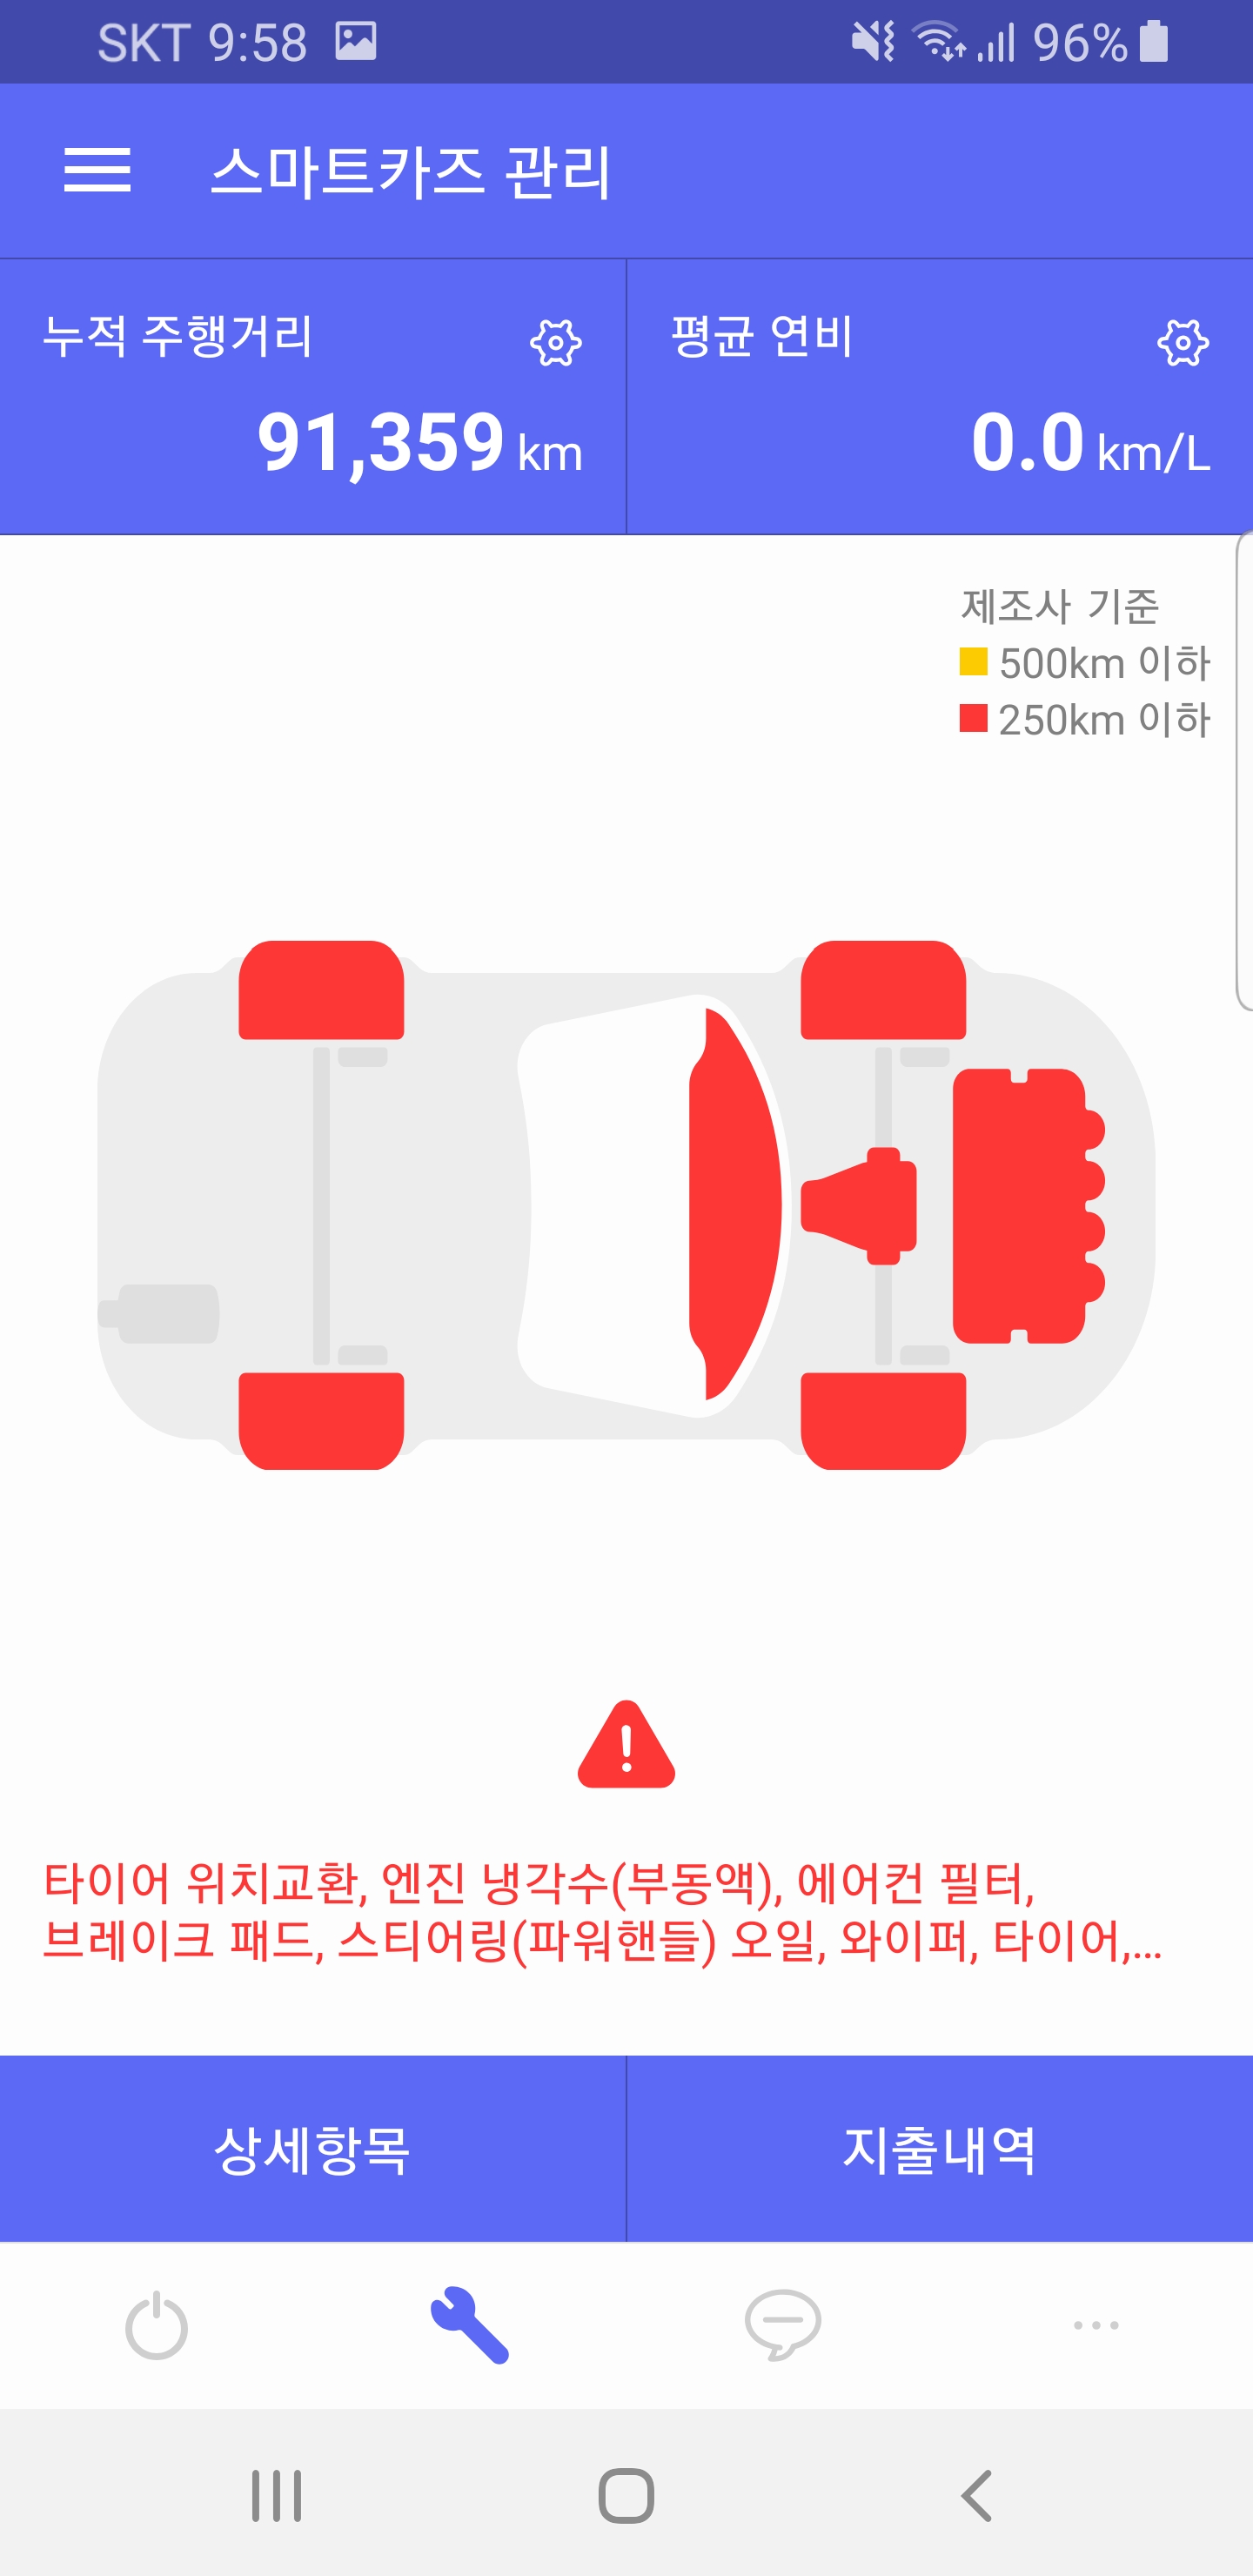 SKT 9:58 96%
스마트카즈 관리
누적 주행거리
91,359 km
평균 연비
0.0 km/L
제조사 기준
500km 이하
250km 이하
타이어 위치교환, 엔진 냉각수(부동액), 에어컨 필터,
브레이크 패드, 스티어링(파워핸들) 오일, 와이퍼, 타이어,...
상세항목
지출내역